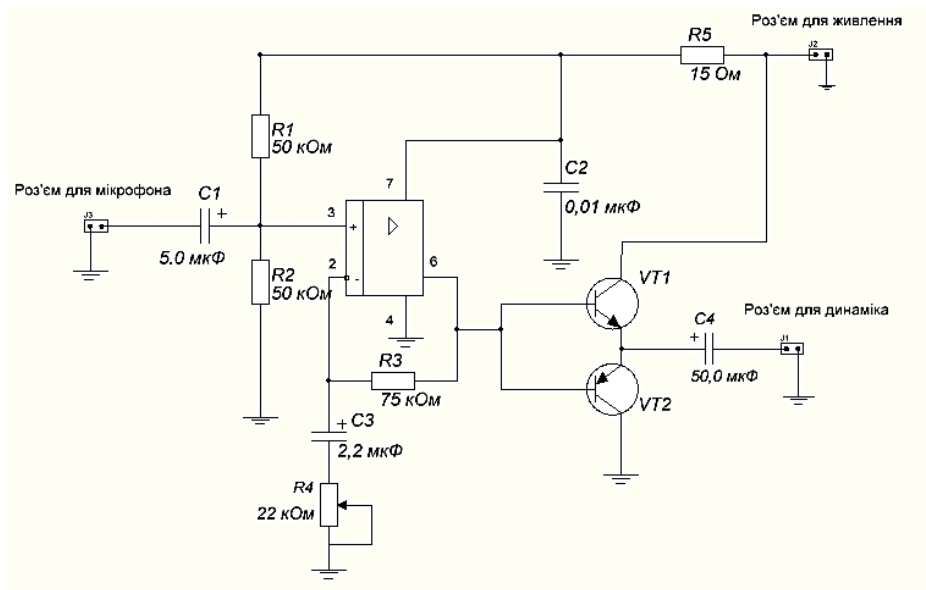 Роз'єм для живлення
J2
R5
15 Ом
R1
50 кОм
C2
0,01 мкФ
7
Роз'єм для мікрофона
J3
C1
+
5.0 мкФ
3
+
2
-
6
4
R2
50 кОм
VT1
Роз'єм для динаміка
J1
C4
+
50,0 мкФ
VT2
R3
75 кОм
+
C3
2,2 мкФ
R4
22 кОм